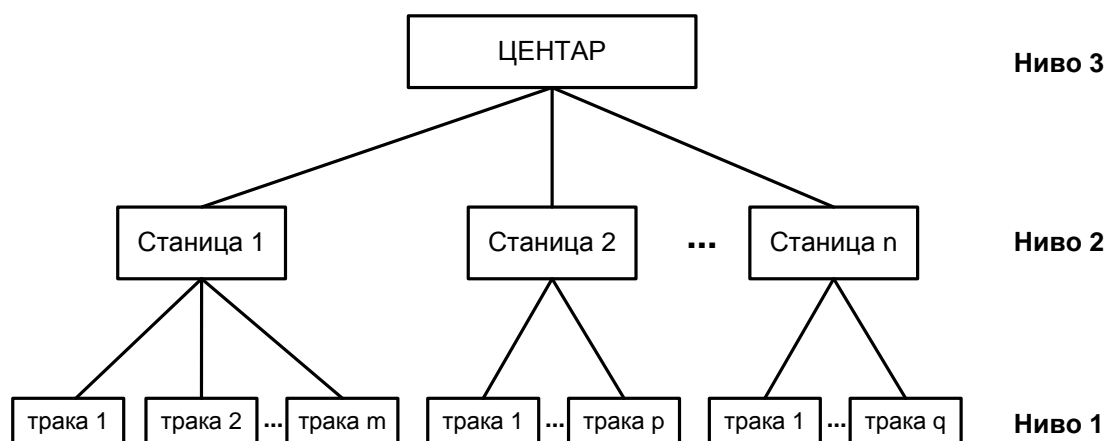 ЦЕНТАР
Ниво 3
Станица 1
Станица 2
...
Станица n
Ниво 2
трака 1
трака 2
...
трака m
трака 1
...
трака p
трака 1
...
трака q
Ниво 1